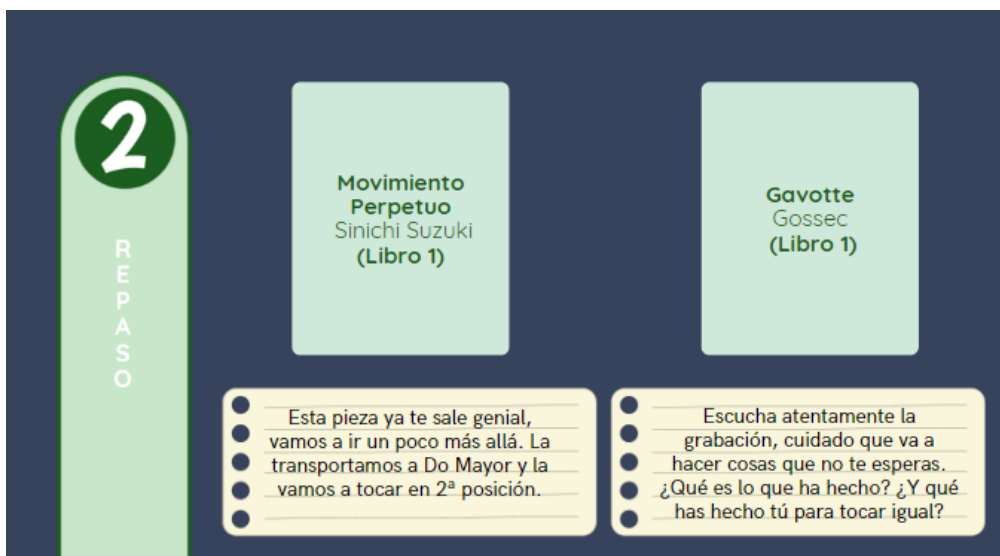 2
REPASO
Movimiento
Perpetuo
Sinichi Suzuki
(Libro 1)
Gavotte
Gossec
(Libro 1)
Esta pieza ya te sale genial,
vamos a ir un poco más allá. La
transportamos a Do Mayor y la
vamos a tocar en 2ª posición.
Escucha atentamente la
grabación, cuidado que va a
hacer cosas que no te esperas.
¿Qué es lo que ha hecho? ¿Y qué
has hecho tú para tocar igual?